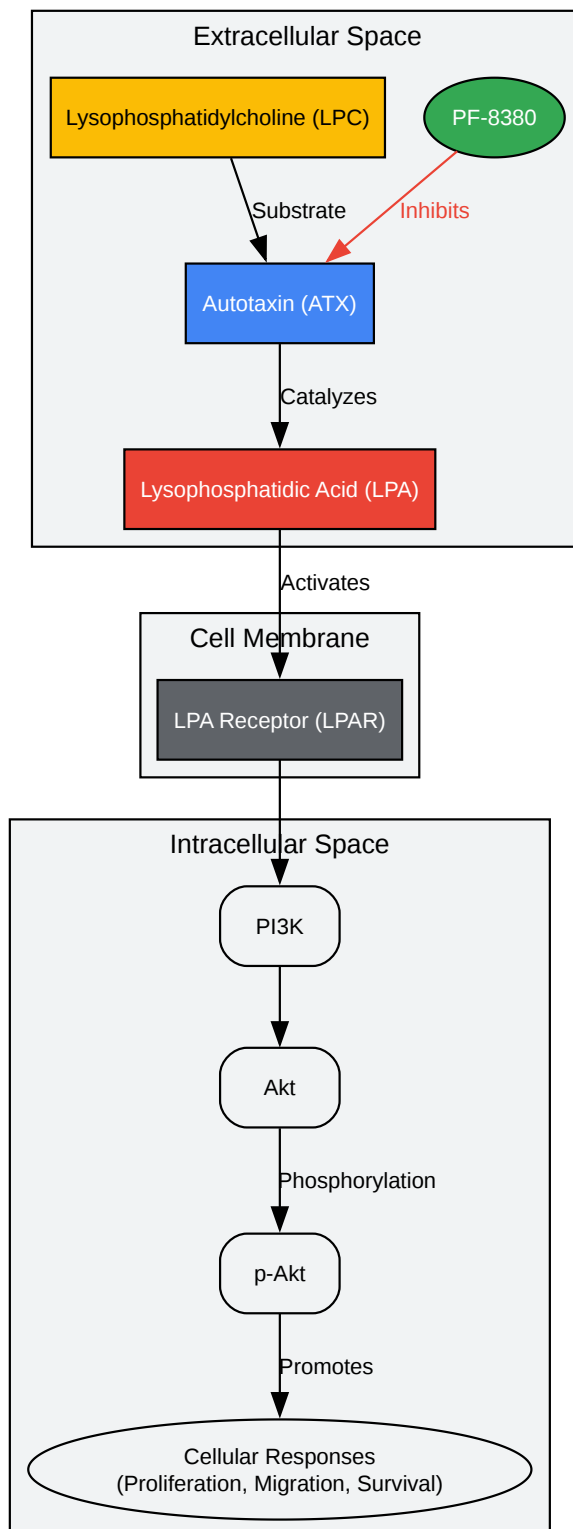 Extracellular Space
Lysophosphatidylcholine (LPC)
PF-8380
Substrate
Inhibits
Autotaxin (ATX)
Catalyzes
Lysophosphatidic Acid (LPA)
Activates
Cell Membrane
LPA Receptor (LPAR)
Intracellular Space
PI3K
Akt
Phosphorylation
p-Akt
Promotes
Cellular Responses
(Proliferation, Migration, Survival)